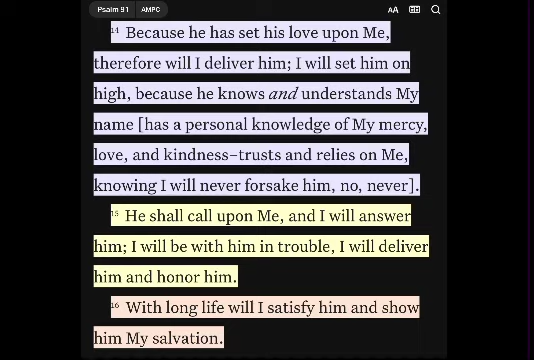 Psalm 91 AMPC AA
14 Because he has set his love upon Me,
therefore will I deliver him; I will set him on
high, because he knows and understands My
name [has a personal knowledge of My mercy,
love, and kindness–trusts and relies on Me,
knowing I will never forsake him, no, never].
15 He shall call upon Me, and I will answer
him; I will be with him in trouble, I will deliver
him and honor him.
16 With long life will I satisfy him and show
him My salvation.